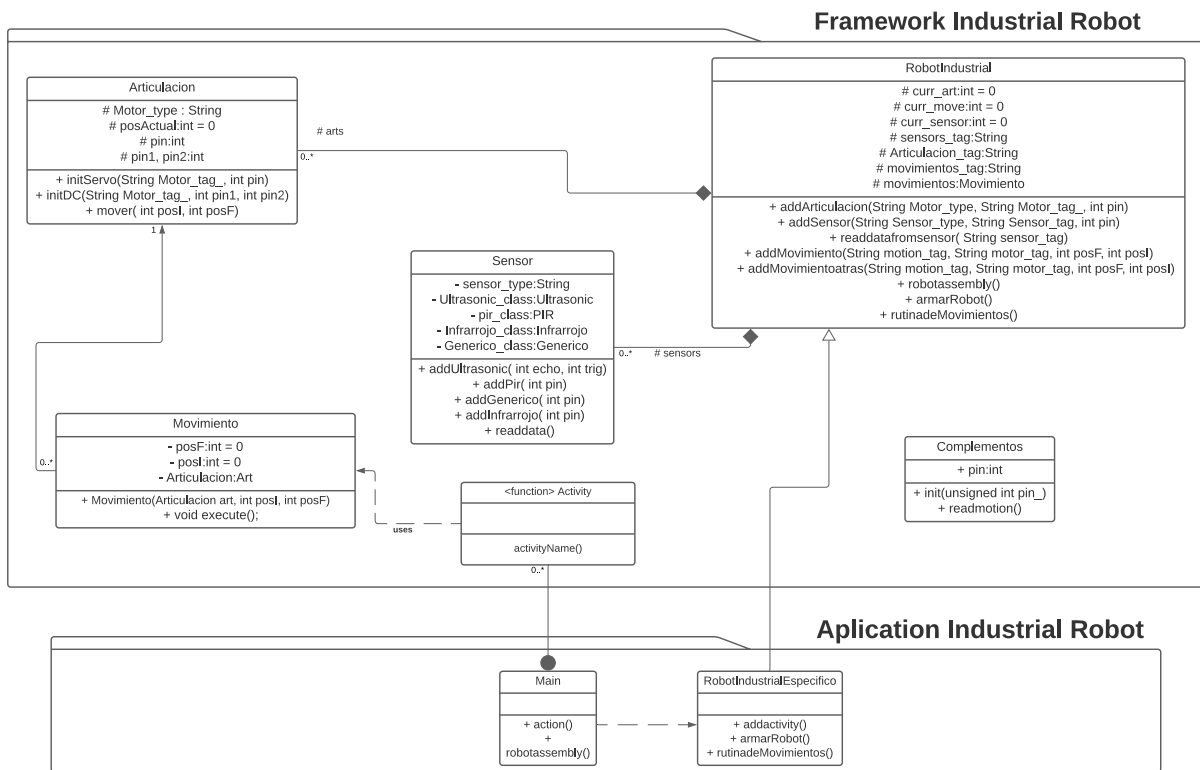 Framework Industrial Robot
Articulacion
# Motor_type : String
# posActual:int = 0
# pin:int
# pin1, pin2:int
+ initServo(String Motor_tag_, int pin)
+ initDC(String Motor_tag_, int pin1, int pin2)
+ mover( int posI, int posF)
# arts
0..*
1
RobotIndustrial
# curr_art:int = 0
# curr_move:int = 0
# curr_sensor:int = 0
# sensors_tag:String
# Articulacion_tag:String
# movimientos_tag:String
# movimientos:Movimiento
+ addArticulacion(String Motor_type, String Motor_tag_, int pin)
+ addSensor(String Sensor_type, String Sensor_tag, int pin)
+ readdatafromsensor( String sensor_tag)
+ addMovimiento(String motion_tag, String motor_tag, int posF, int posI)
+ addMovimientoatras(String motion_tag, String motor_tag, int posF, int posI)
+ robotassembly()
+ armarRobot()
+ rutinadeMovimientos()
Sensor
- sensor_type:String
- Ultrasonic_class:Ultrasonic
- pir_class:PIR
- Infrarrojo_class:Infrarrojo
- Generico_class:Generico
+ addUltrasonic( int echo, int trig)
+ addPir( int pin)
+ addGenerico( int pin)
+ addInfrarrojo( int pin)
+ readdata()
0..*
# sensors
Movimiento
- posF:int = 0
- posI:int = 0
- Articulacion:Art
+ Movimiento(Articulacion art, int posI, int posF)
+ void execute();
0..*
uses
<function> Activity
activityName()
0..*
Complementos
+ pin:int
+ init(unsigned int pin_)
+ readmotion()
Aplication Industrial Robot
Main
+ action()
+
robotassembly()
RobotIndustrialEspecifico
+ addactivity()
+ armarRobot()
+ rutinadeMovimientos()